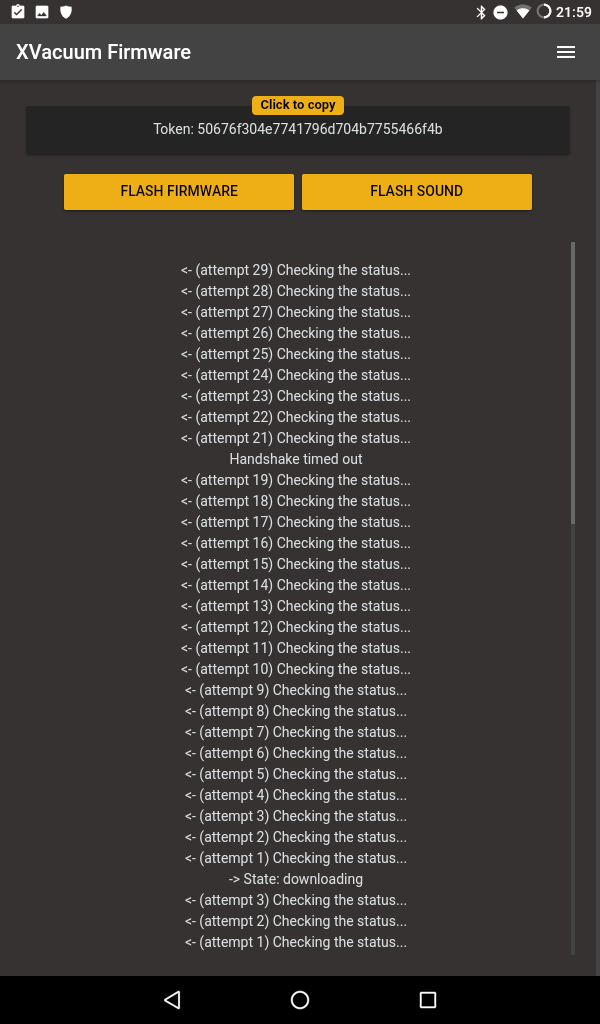 21:59
XVacuum Firmware
Click to copy
Token: 50676f304e7741796d704b7755466f4b
FLASH FIRMWARE
FLASH SOUND
<- (attempt 29) Checking the status...
<- (attempt 28) Checking the status...
<- (attempt 27) Checking the status...
<- (attempt 26) Checking the status...
<- (attempt 25) Checking the status...
<- (attempt 24) Checking the status...
<- (attempt 23) Checking the status...
<- (attempt 22) Checking the status...
<- (attempt 21) Checking the status...
Handshake timed out
<- (attempt 19) Checking the status...
<- (attempt 18) Checking the status...
<- (attempt 17) Checking the status...
<- (attempt 16) Checking the status...
<- (attempt 15) Checking the status...
<- (attempt 14) Checking the status...
<- (attempt 13) Checking the status...
<- (attempt 12) Checking the status...
<- (attempt 11) Checking the status...
<- (attempt 10) Checking the status...
<- (attempt 9) Checking the status...
<- (attempt 8) Checking the status...
<- (attempt 7) Checking the status...
<- (attempt 6) Checking the status...
<- (attempt 5) Checking the status...
<- (attempt 4) Checking the status...
<- (attempt 3) Checking the status...
<- (attempt 2) Checking the status...
<- (attempt 1) Checking the status...
-> State: downloading
<- (attempt 3) Checking the status...
<- (attempt 2) Checking the status...
<- (attempt 1) Checking the status...